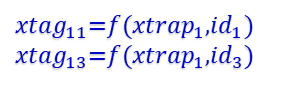 xtag₁₁=f(xtrap₁,id₁)
xtag₁₃=f(xtrap₁,id₃)